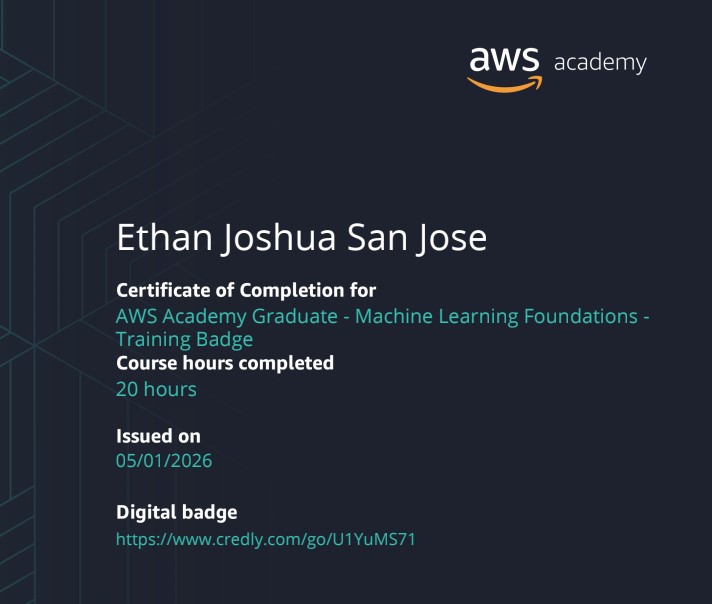 aws academy
Ethan Joshua San Jose
Certificate of Completion for
AWS Academy Graduate - Machine Learning Foundations -
Training Badge
Course hours completed
20 hours
Issued on
05/01/2026
Digital badge
https://www.credly.com/go/U1YuMS71